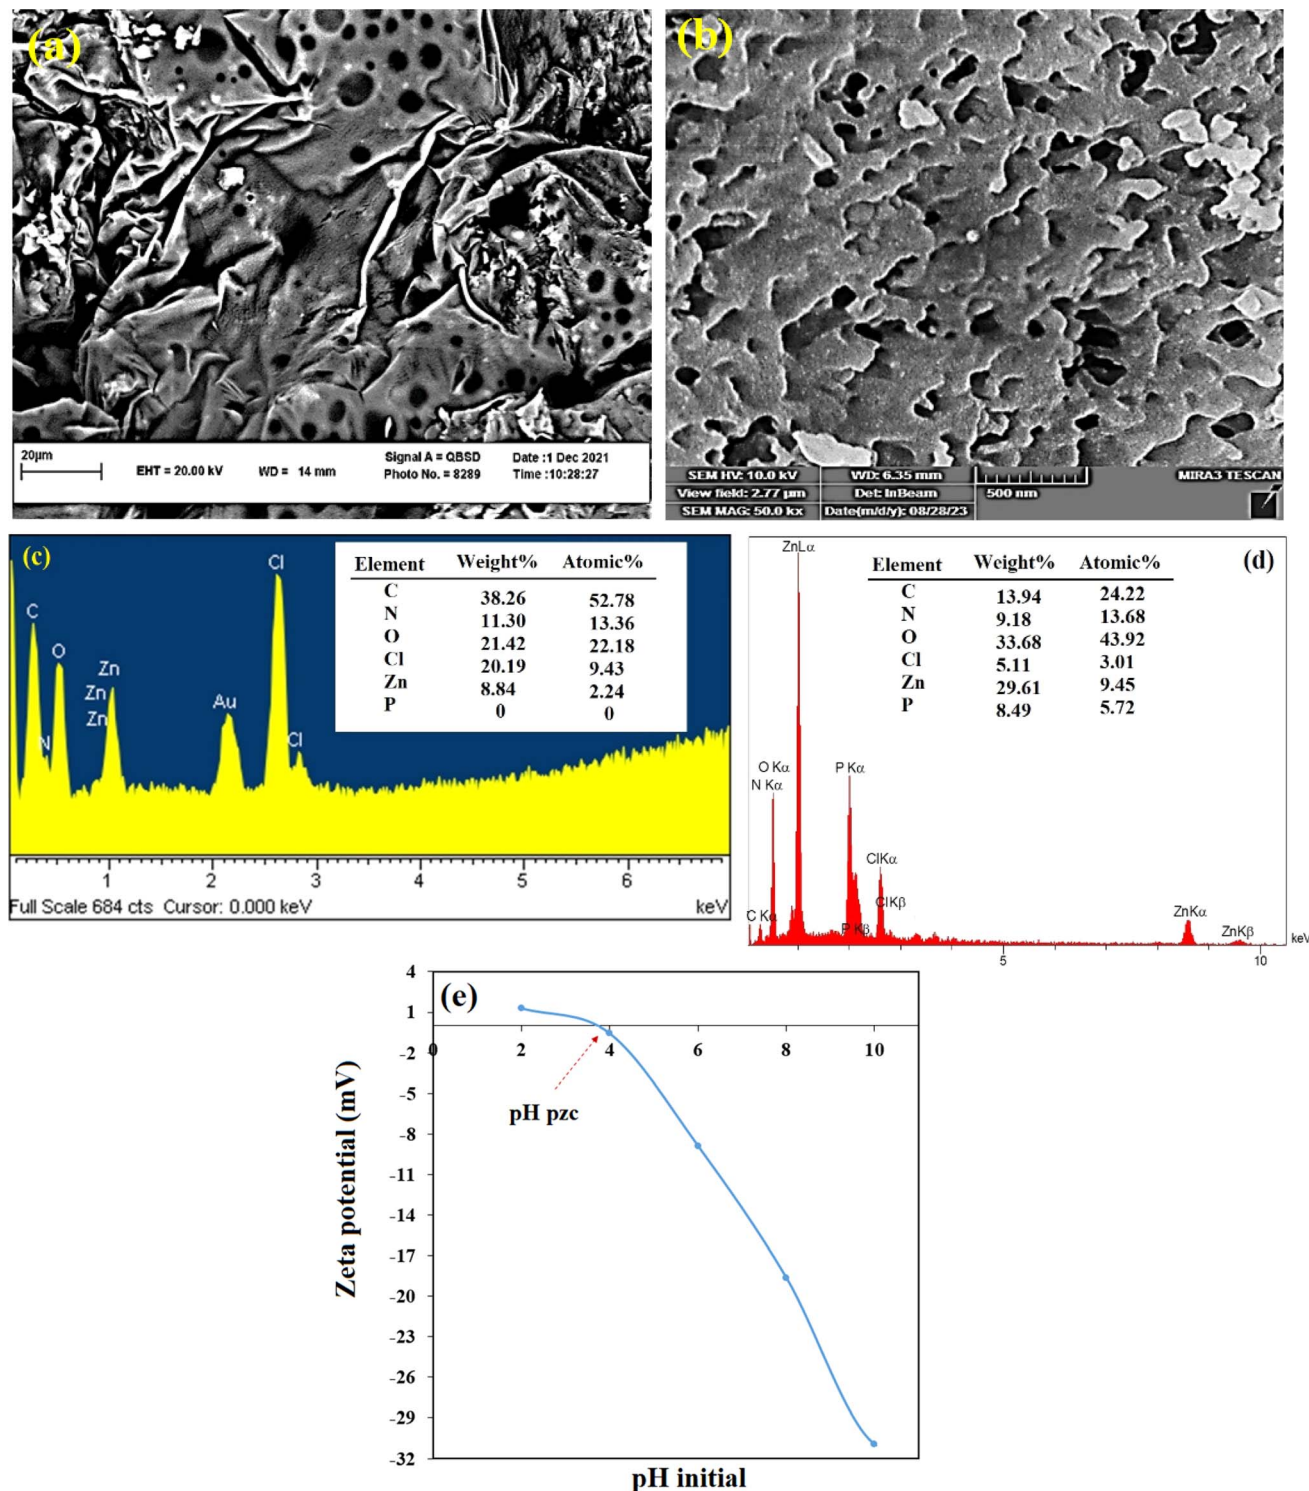 (a)
20μm
EHT = 20.00 kV
WD = 14 mm
Signal A = QBSD
Photo No. = 8289
Date :1 Dec 2021
Time :10:28:27
(b)
SEM HV: 10.0 kV
WD: 6.35 mm
MIRA3 TESCAN
View field: 2.77 μm
Det: InBeam
500 nm
SEM MAG: 50.0 kx
Date(m/d/y): 08/28/23
(c)
Element Weight% Atomic%
C 38.26 52.78
N 11.30 13.36
O 21.42 22.18
Cl 20.19 9.43
Zn 8.84 2.24
P 0 0
C
N
O
Zn
Zn
Zn
Au
Cl
Cl
1 2 3 4 5 6
Full Scale 684 cts Cursor: 0.000 keV
keV
(d)
Element Weight% Atomic%
C 13.94 24.22
N 9.18 13.68
O 33.68 43.92
Cl 5.11 3.01
Zn 29.61 9.45
P 8.49 5.72
ZnLα
O Kα
N Kα
C Kα
P Kα
P Kβ
ClKα
ClKβ
ZnKα
ZnKβ
5 10
keV
(e)
4
1
-2
-5
-8
-11
-14
-17
-20
-23
-26
-29
-32
0 2 4 6 8 10
pH pzc
Zeta potential (mV)
pH initial